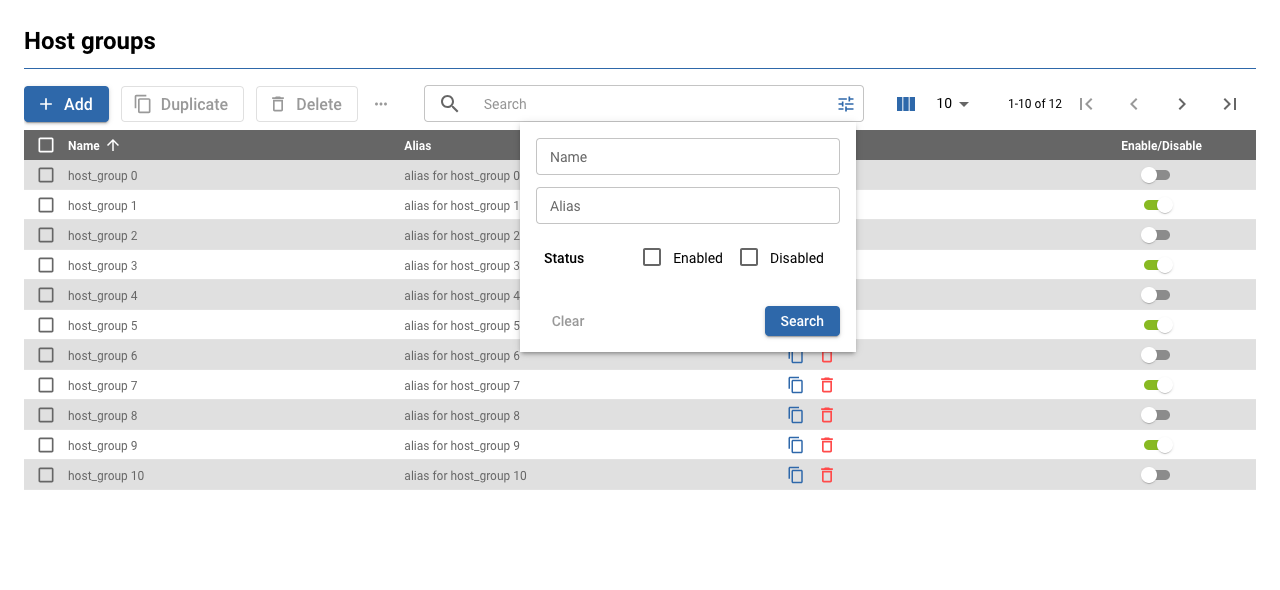 Host groups
Add Duplicate Delete ... Search 10 1-10 of 12
Name Alias Enable/Disable
host_group 0 alias for host_group 0
host_group 1 alias for host_group 1
host_group 2 alias for host_group 2
host_group 3 alias for host_group 3
host_group 4 alias for host_group 4
host_group 5 alias for host_group 5
host_group 6 alias for host_group 6
host_group 7 alias for host_group 7
host_group 8 alias for host_group 8
host_group 9 alias for host_group 9
host_group 10 alias for host_group 10
Name
Alias
Status Enabled Disabled
Clear Search